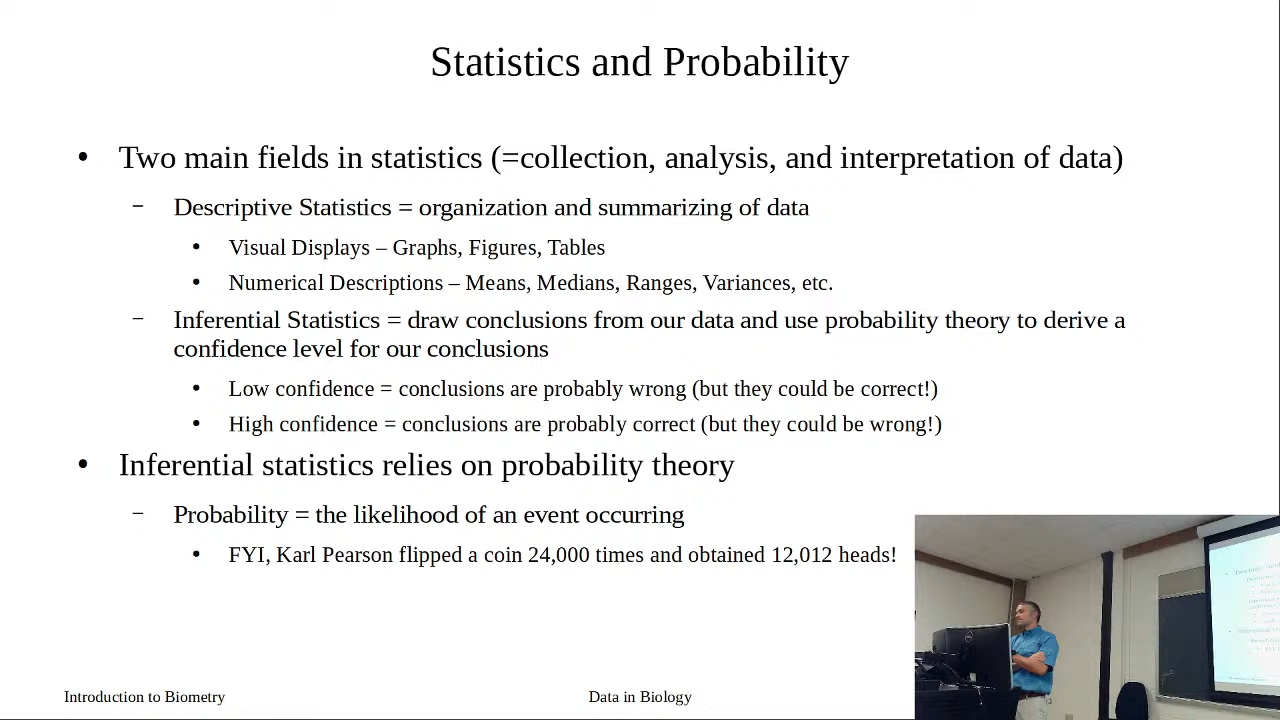 Statistics and Probability
• Two main fields in statistics (=collection, analysis, and interpretation of data)
– Descriptive Statistics = organization and summarizing of data
• Visual Displays – Graphs, Figures, Tables
• Numerical Descriptions – Means, Medians, Ranges, Variances, etc.
– Inferential Statistics = draw conclusions from our data and use probability theory to derive a
confidence level for our conclusions
• Low confidence = conclusions are probably wrong (but they could be correct!)
• High confidence = conclusions are probably correct (but they could be wrong!)
• Inferential statistics relies on probability theory
– Probability = the likelihood of an event occurring
• FYI, Karl Pearson flipped a coin 24,000 times and obtained 12,012 heads!
Introduction to Biometry
Data in Biology